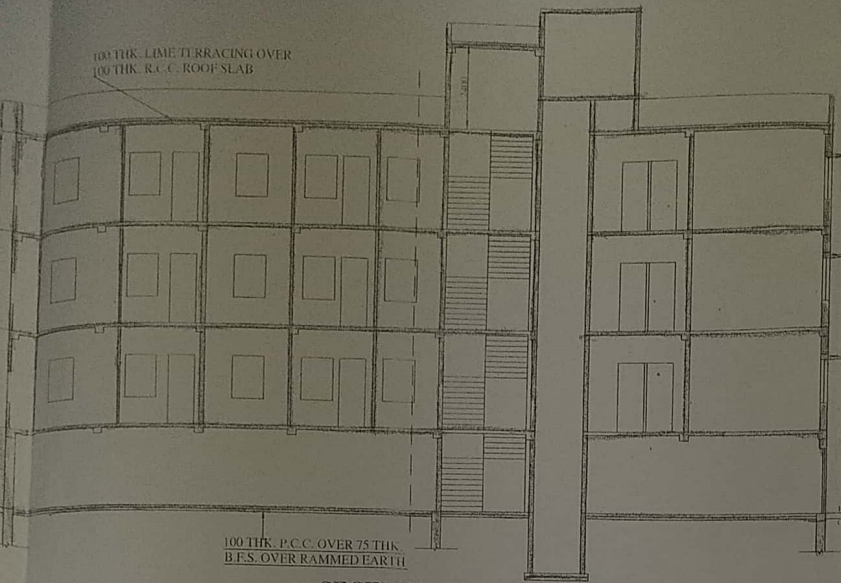 100 THK. LIME TERRACING OVER
100 THK. R.C.C. ROOF SLAB
100 THK. P.C.C. OVER 75 THK.
B.F.S. OVER RAMMED EARTH